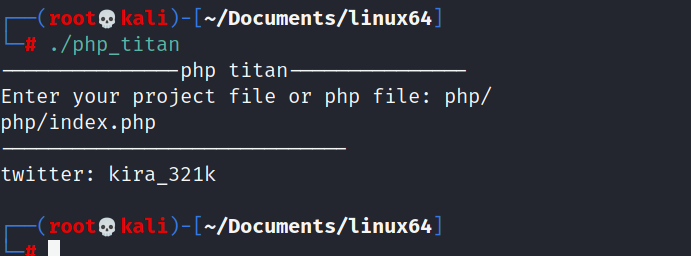 ┌──(root💀kali)-[~/Documents/linux64]
└─# ./php_titan
———————————————php titan———————————————
Enter your project file or php file: php/
php/index.php
——————————————————————————————
twitter: kira_321k
┌──(root💀kali)-[~/Documents/linux64]
└─#